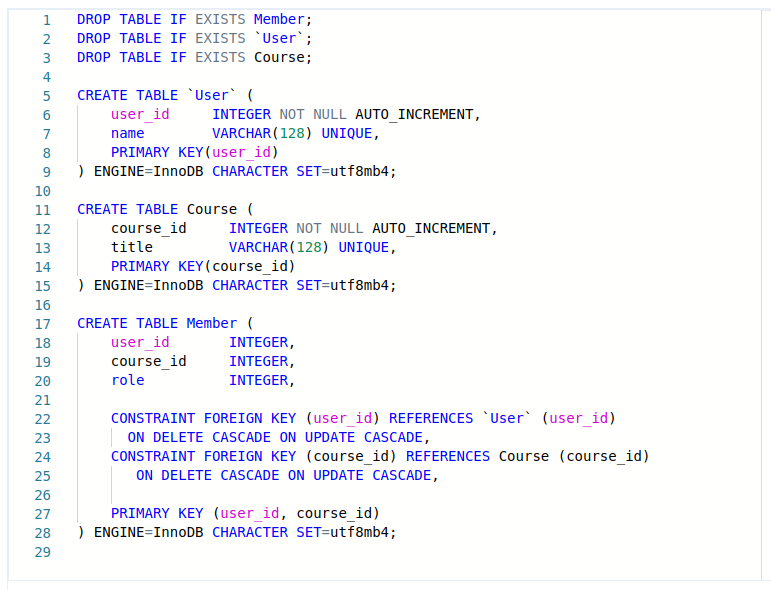 1 DROP TABLE IF EXISTS Member;
2 DROP TABLE IF EXISTS `User`;
3 DROP TABLE IF EXISTS Course;
4
5 CREATE TABLE `User` (
6     user_id     INTEGER NOT NULL AUTO_INCREMENT,
7     name        VARCHAR(128) UNIQUE,
8     PRIMARY KEY(user_id)
9 ) ENGINE=InnoDB CHARACTER SET=utf8mb4;
10
11 CREATE TABLE Course (
12     course_id     INTEGER NOT NULL AUTO_INCREMENT,
13     title         VARCHAR(128) UNIQUE,
14     PRIMARY KEY(course_id)
15 ) ENGINE=InnoDB CHARACTER SET=utf8mb4;
16
17 CREATE TABLE Member (
18     user_id       INTEGER,
19     course_id     INTEGER,
20     role          INTEGER,
21
22     CONSTRAINT FOREIGN KEY (user_id) REFERENCES `User` (user_id)
23       ON DELETE CASCADE ON UPDATE CASCADE,
24     CONSTRAINT FOREIGN KEY (course_id) REFERENCES Course (course_id)
25        ON DELETE CASCADE ON UPDATE CASCADE,
26
27     PRIMARY KEY (user_id, course_id)
28 ) ENGINE=InnoDB CHARACTER SET=utf8mb4;
29